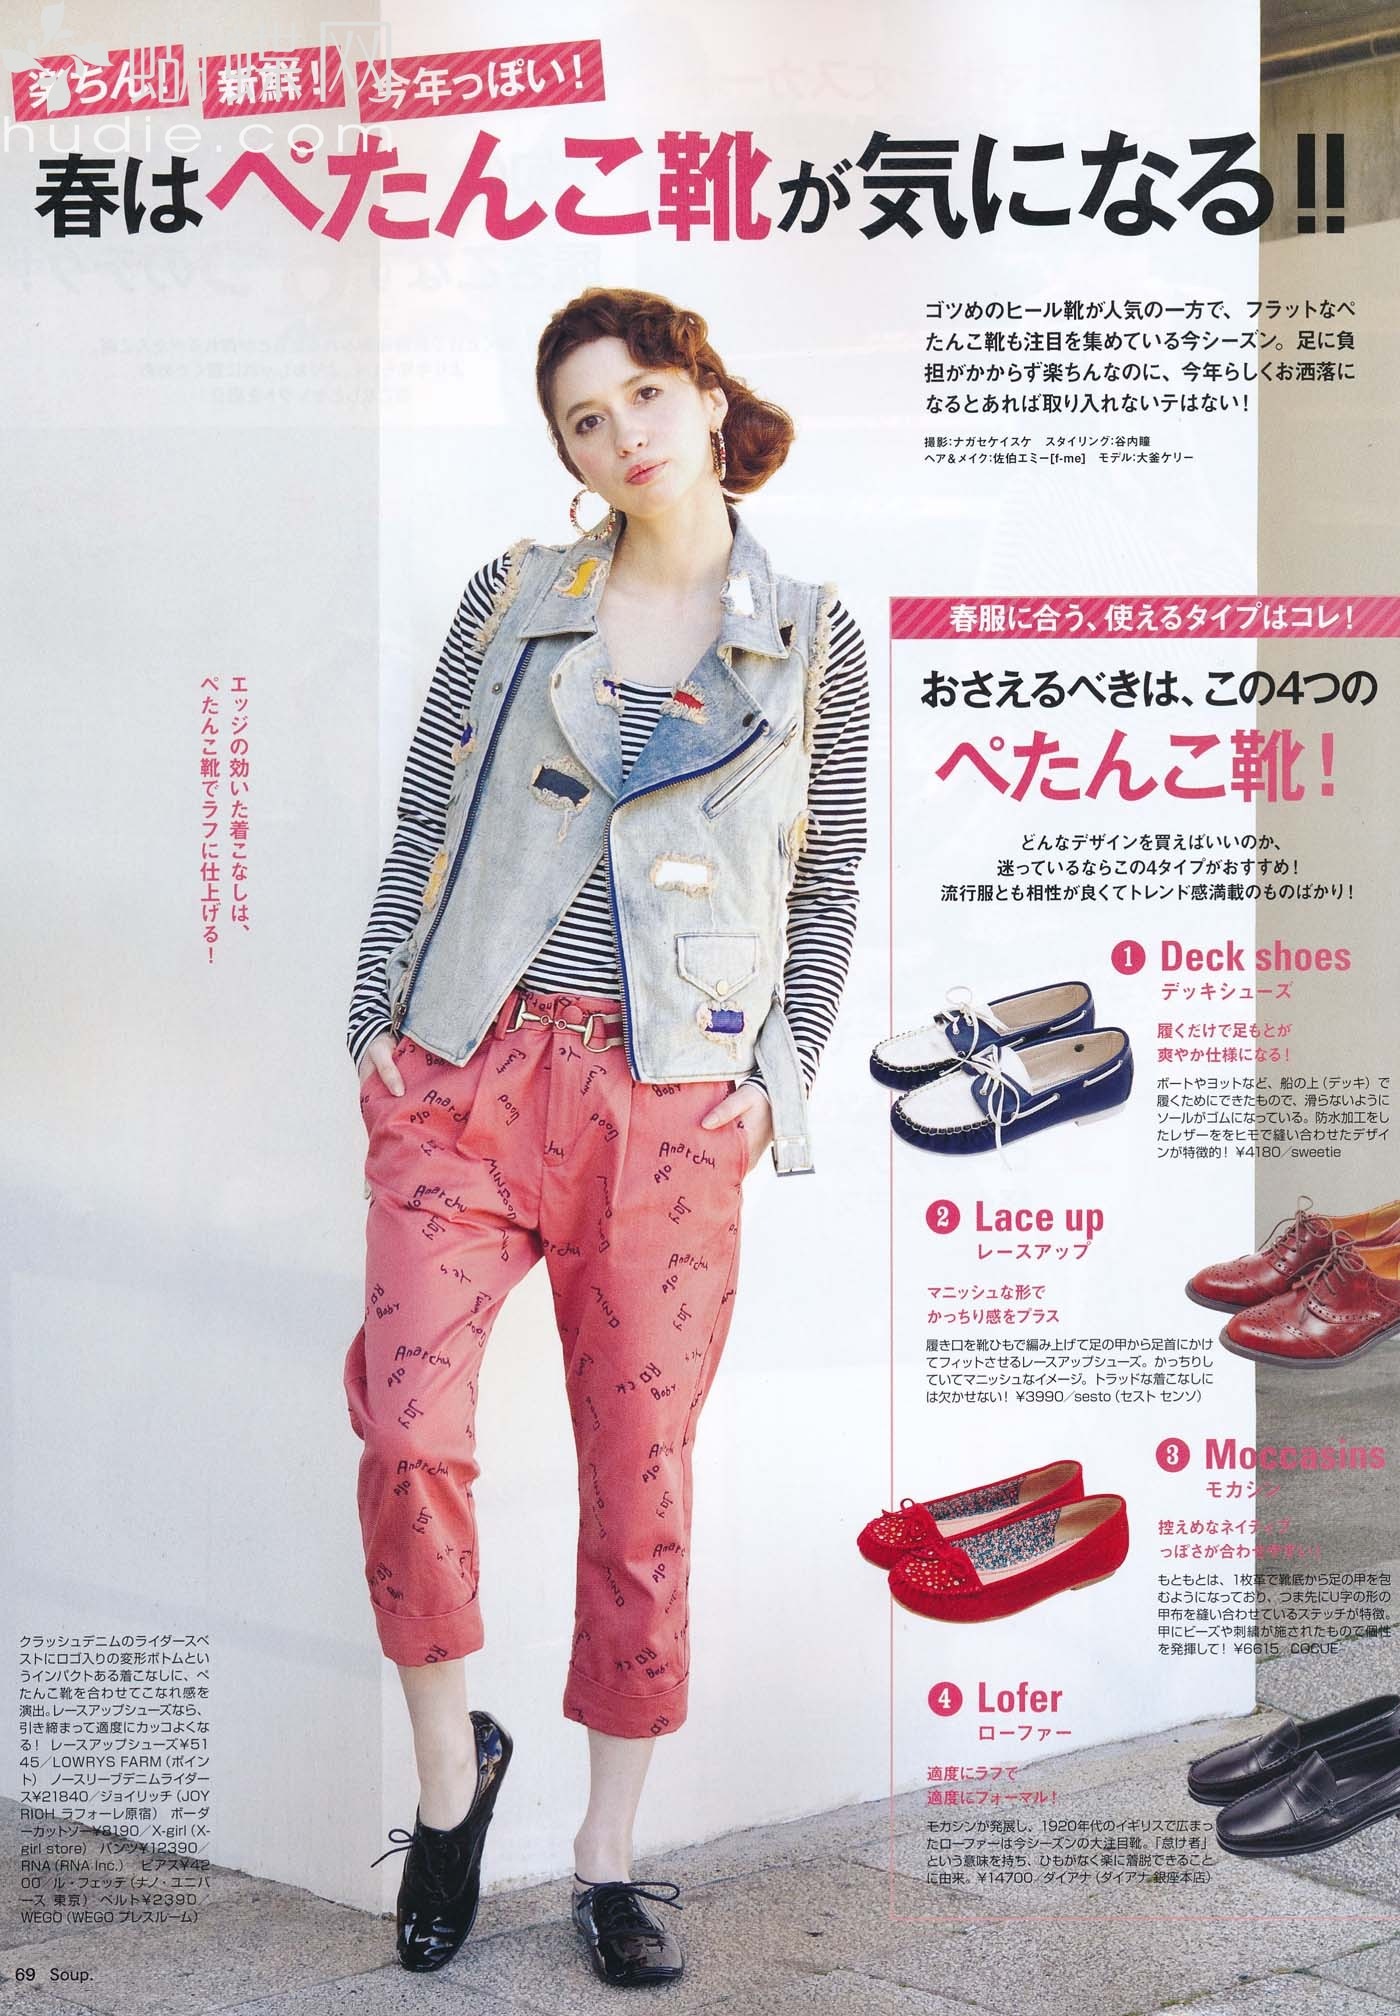 楽ちん!
新鮮!
今年っぽい!
hudie.com
春はぺたんこ靴が気になる!!
ゴツめのヒール靴が人気の一方で、フラットなぺ
たんこ靴も注目を集めている今シーズン。足に負
担がかからず楽ちんなのに、今年らしくお洒落に
なるとあれば取り入れないテはない!
撮影:ナガセケイスケ スタイリング:谷内瞳
ヘア&メイク:佐伯エミー[f-me] モデル:大釜ケリー
エッジの効いた着こなしは、
ぺたんこ靴でラフに仕上げる!
春服に合う、使えるタイプはコレ!
おさえるべきは、この4つの
ぺたんこ靴!
どんなデザインを買えばいいのか、
迷っているならこの4タイプがおすすめ!
流行服とも相性が良くてトレンド感満載のものばかり!
1 Deck shoes
デッキシューズ
履くだけで足もとが
爽やか仕様になる!
ボートやヨットなど、船の上(デッキ)で
履くためにできたもので、滑らないように
ソールがゴムになっている。防水加工をし
たレザーををヒモで縫い合わせたデザイ
ンが特徴的! ¥4180/sweetie
2 Lace up
レースアップ
マニッシュな形で
かっちり感をプラス
履き口を靴ひもで編み上げて足の甲から足首にかけ
てフィットさせるレースアップシューズ。かっちりし
ていてマニッシュなイメージ。トラッドな着こなしに
は欠かせない! ¥3990/sesto(セスト センソ)
3 Moccasins
モカシン
控えめなネイティブ
っぽさが合わせやすい!
もともとは、1枚革で靴底から足の甲を包
むようになっており、つま先にU字の形の
甲布を縫い合わせているステッチが特徴。
甲にビーズや刺繍が施されたもので個性
を発揮して! ¥6615/COGUE
4 Lofer
ローファー
適度にラフで
適度にフォーマル!
モカシンが発展し、1920年代のイギリスで広まっ
たローファーは今シーズンの大注目靴。「怠け者」
という意味を持ち、ひもがなく楽に着脱できること
に由来。¥14700/ダイアナ(ダイアナ 銀座本店)
クラッシュデニムのライダースベ
ストにロゴ入りの変形ボトムとい
うインパクトある着こなしに、ぺ
たんこ靴を合わせてこなれ感を
演出。レースアップシューズなら、
引き締まって適度にカッコよくな
る! レースアップシューズ¥51
45/LOWRYS FARM(ポイン
ト) ノースリーブデニムライダー
ス¥21840/ジョイリッチ(JOY
RICH ラフォーレ原宿) ボーダ
ーカットソー¥8190/X-girl(X-
girl store) パンツ¥12390/
RNA(RNA Inc.) ピアス¥42
00/ル・フェッテ(チノ・ユニバ
ース 東京) ベルト¥2390/
WEGO(WEGO プレスルーム)
69 Soup.